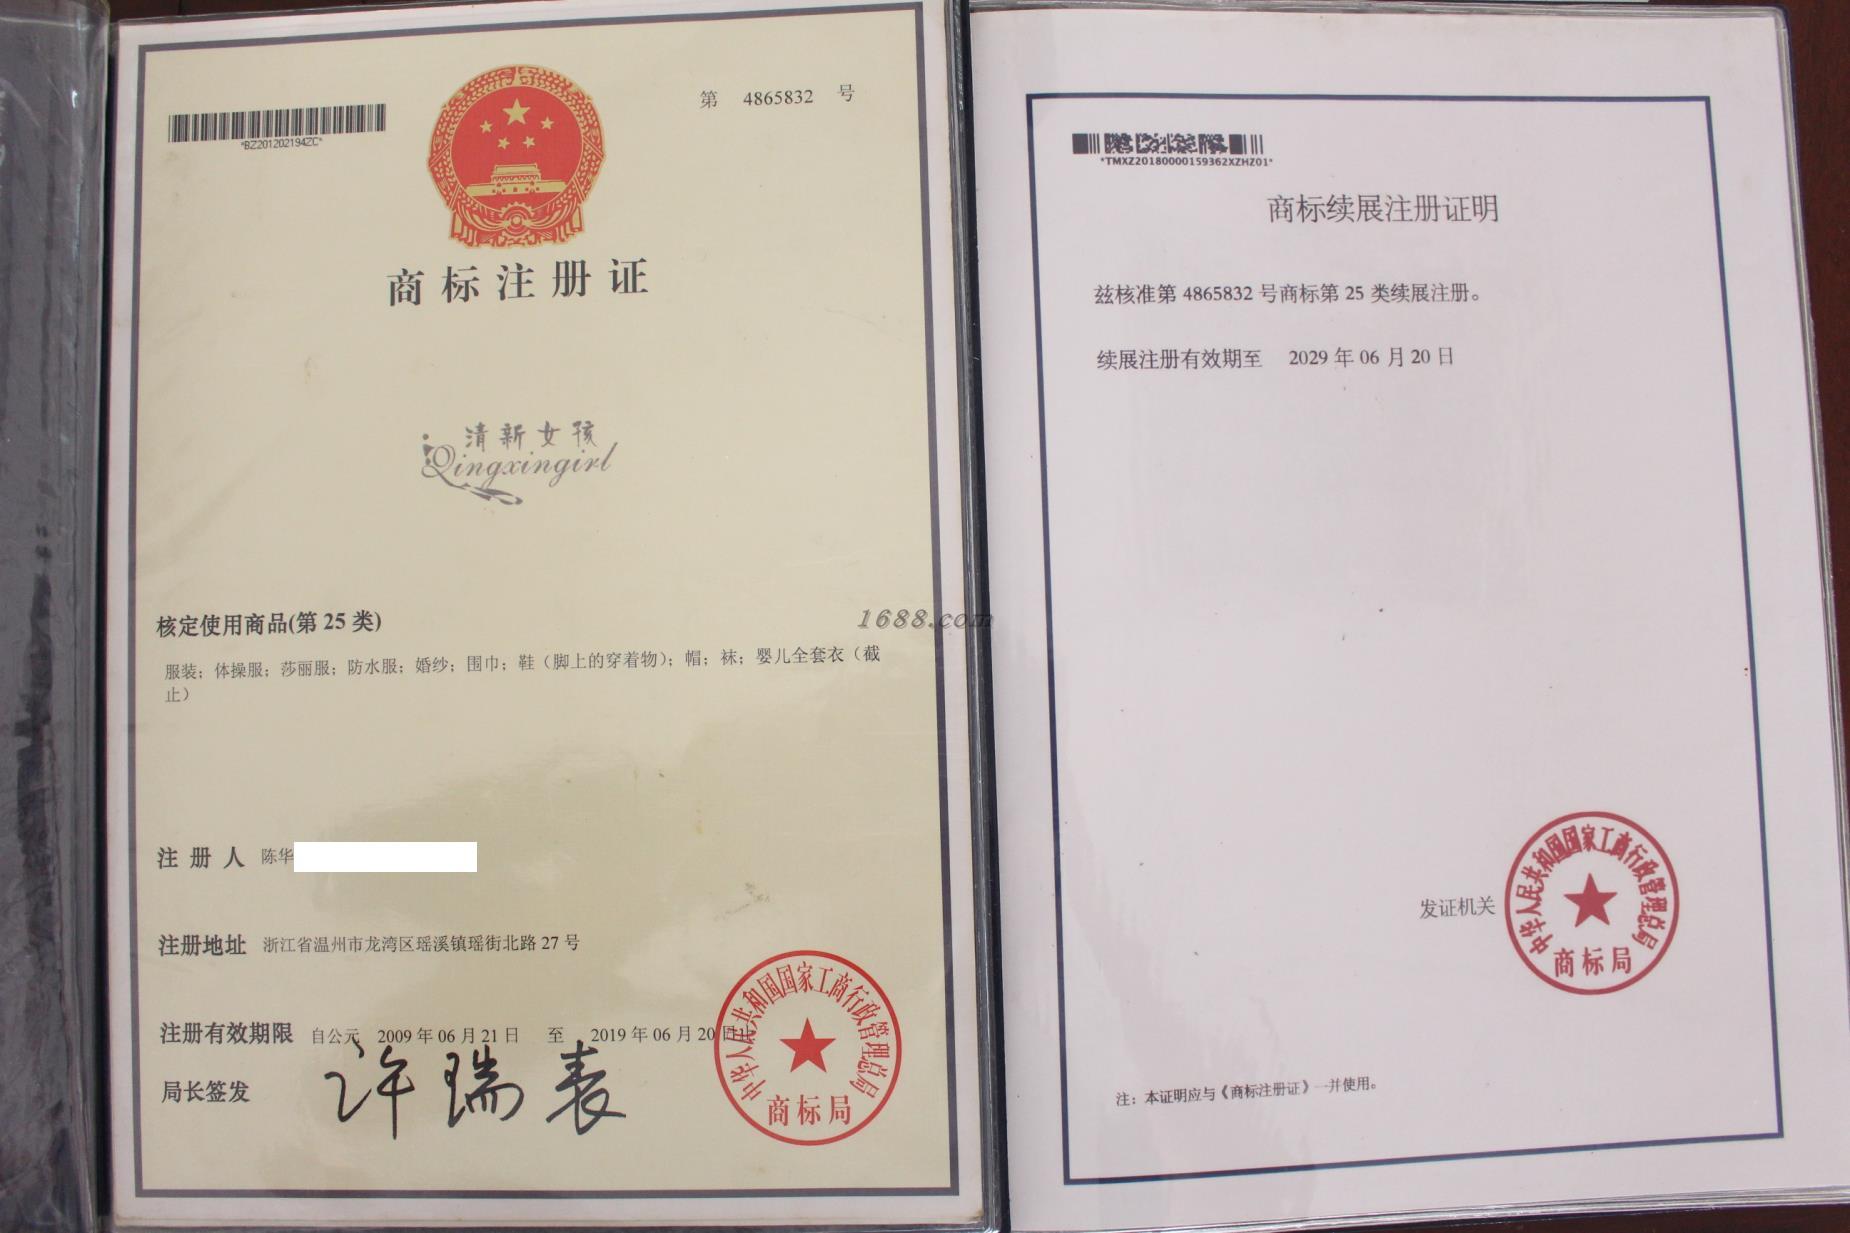 第 4865832 号
*BZ201202194ZC*
商标注册证
清新女孩
Qingxingirl
核定使用商品(第 25 类)
服装；体操服；莎丽服；防水服；婚纱；围巾；鞋（脚上的穿着物）；帽；袜；婴儿全套衣（截
止）
注 册 人 陈华
注册地址 浙江省温州市龙湾区瑶溪镇瑶街北路 27 号
注册有效期限 自公元 2009 年 06 月 21 日 至 2019 年 06 月 20 日止
局长签发 许瑞表
中华人民共和国国家工商行政管理总局
商标局
1688.com
*TMXZ20180000159362XZHZ01*
商标续展注册证明
兹核准第 4865832 号商标第 25 类续展注册。
续展注册有效期至 2029 年 06 月 20 日
发证机关
中华人民共和国国家工商行政管理总局
商标局
注：本证明应与《商标注册证》一并使用。